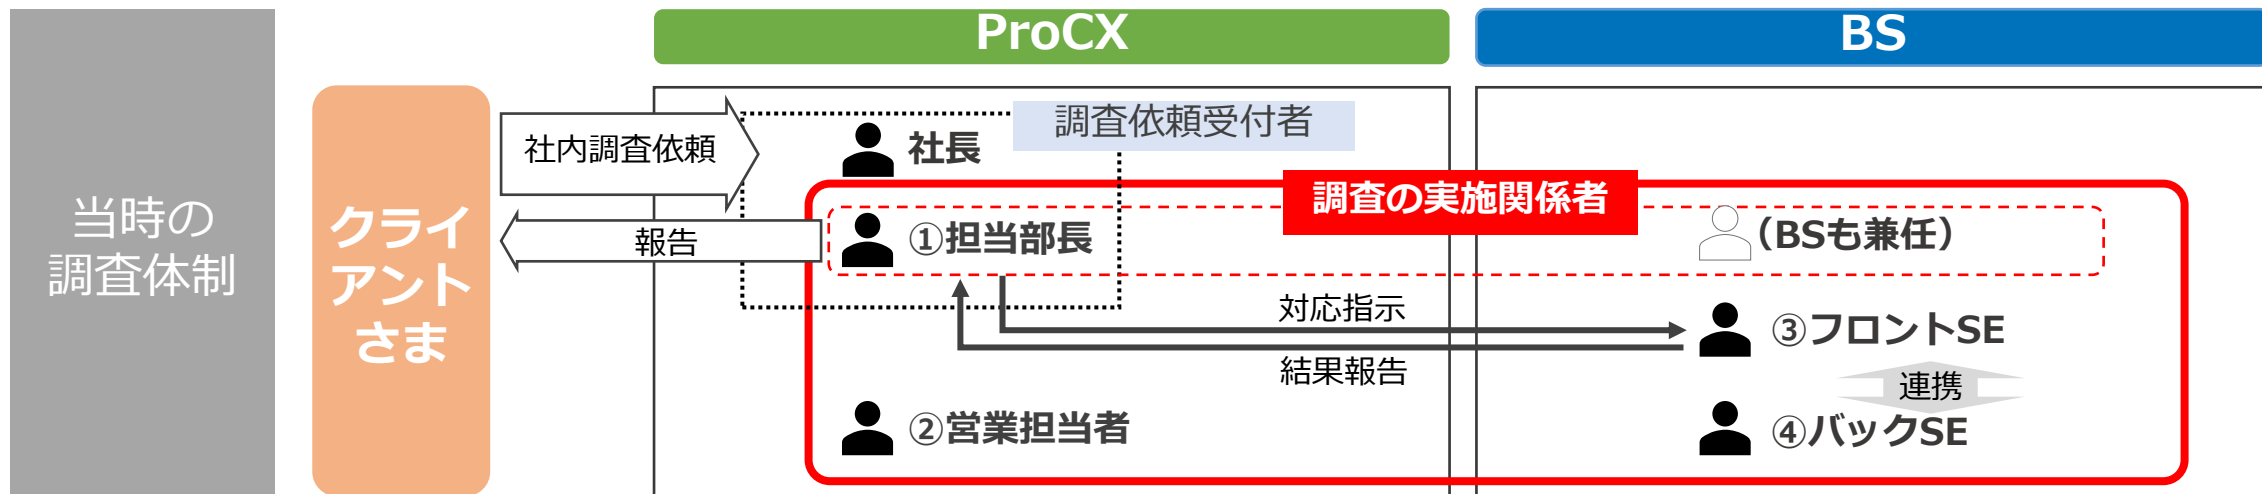 ProCX
BS
当時の
調査体制
クライ
アント
さま
社内調査依頼
報告
調査依頼受付者
社長
調査の実施関係者
①担当部長
（BSも兼任）
対応指示
結果報告
③フロントSE
連携
②営業担当者
④バックSE